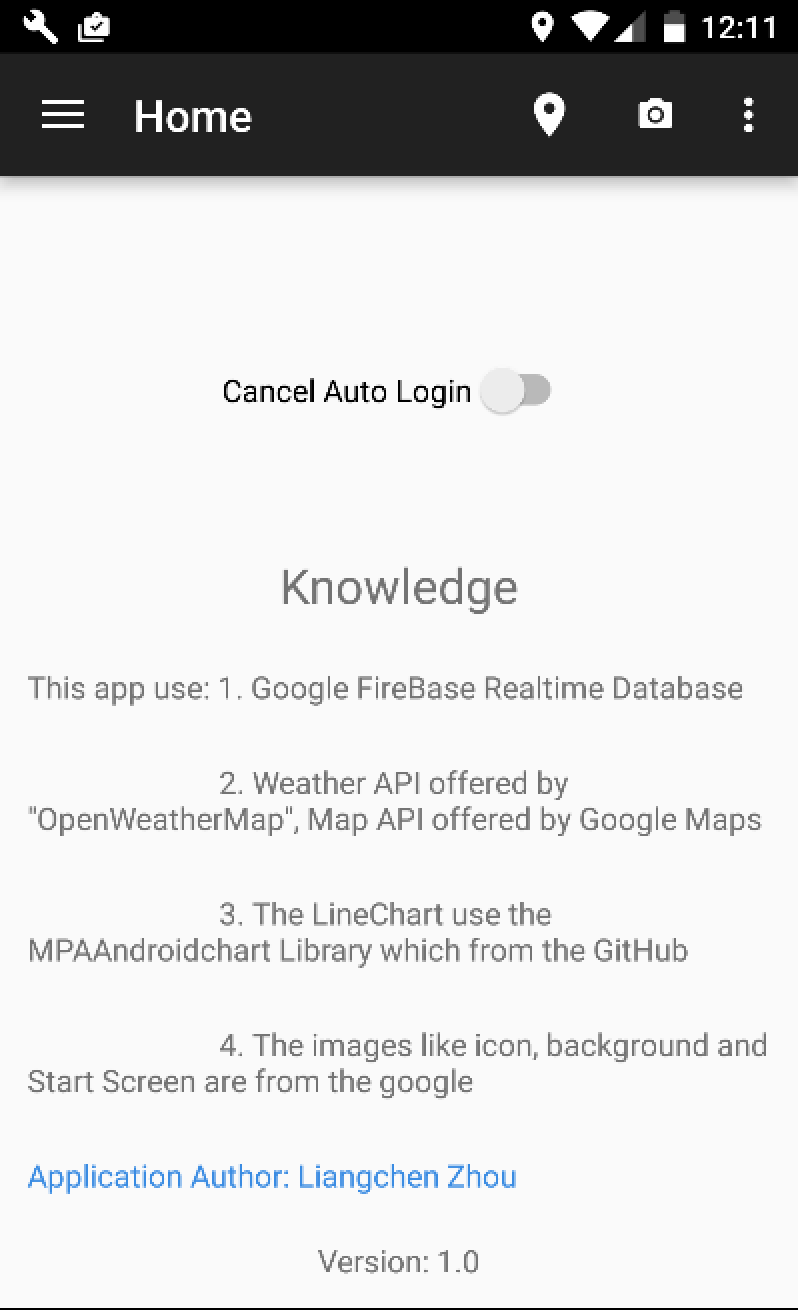 12:11
Home
Cancel Auto Login
Knowledge
This app use: 1. Google FireBase Realtime Database
2. Weather API offered by
"OpenWeatherMap", Map API offered by Google Maps
3. The LineChart use the
MPAAndroidchart Library which from the GitHub
4. The images like icon, background and
Start Screen are from the google
Application Author: Liangchen Zhou
Version: 1.0